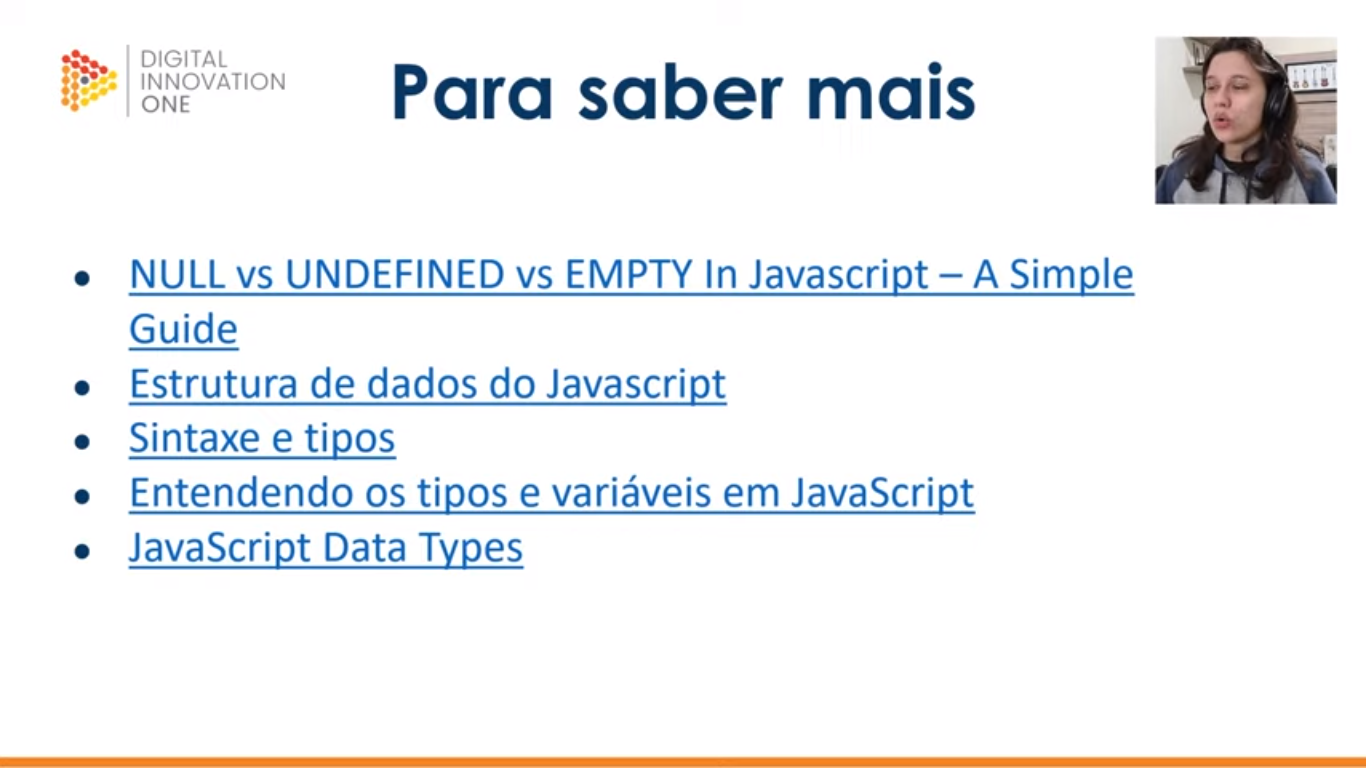 DIGITAL
INNOVATION
ONE
Para saber mais
NULL vs UNDEFINED vs EMPTY In Javascript – A Simple
Guide
Estrutura de dados do Javascript
Sintaxe e tipos
Entendendo os tipos e variáveis em JavaScript
JavaScript Data Types